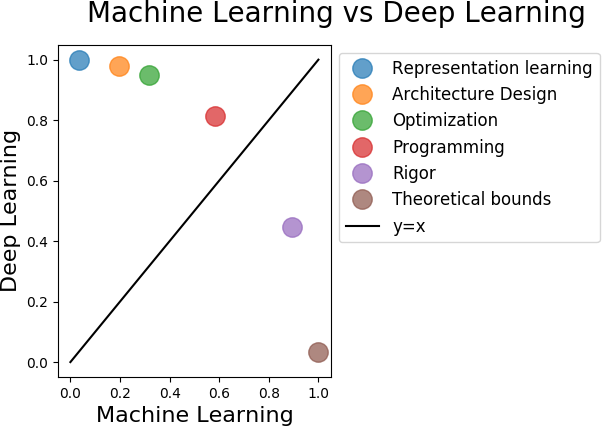 Machine Learning vs Deep Learning
1.0
0.8
0.6
0.4
0.2
0.0
Deep Learning
0.0 0.2 0.4 0.6 0.8 1.0
Machine Learning
Representation learning
Architecture Design
Optimization
Programming
Rigor
Theoretical bounds
y=x